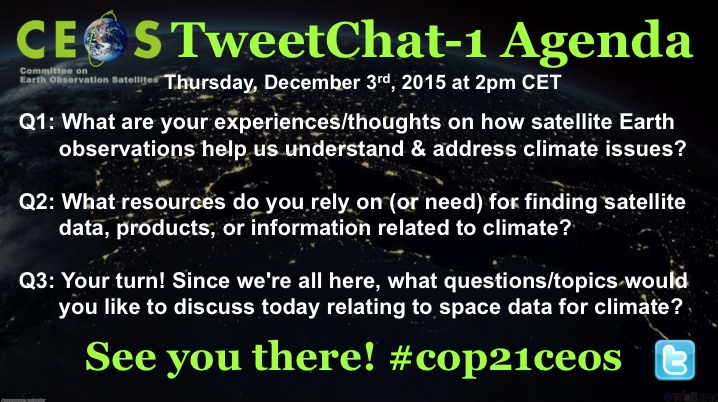 CEOS TweetChat-1 Agenda
Committee on
Earth Observation Satellites
Thursday, December 3rd, 2015 at 2pm CET
Q1: What are your experiences/thoughts on how satellite Earth
observations help us understand & address climate issues?
Q2: What resources do you rely on (or need) for finding satellite
data, products, or information related to climate?
Q3: Your turn! Since we're all here, what questions/topics would
you like to discuss today relating to space data for climate?
See you there! #cop21ceos